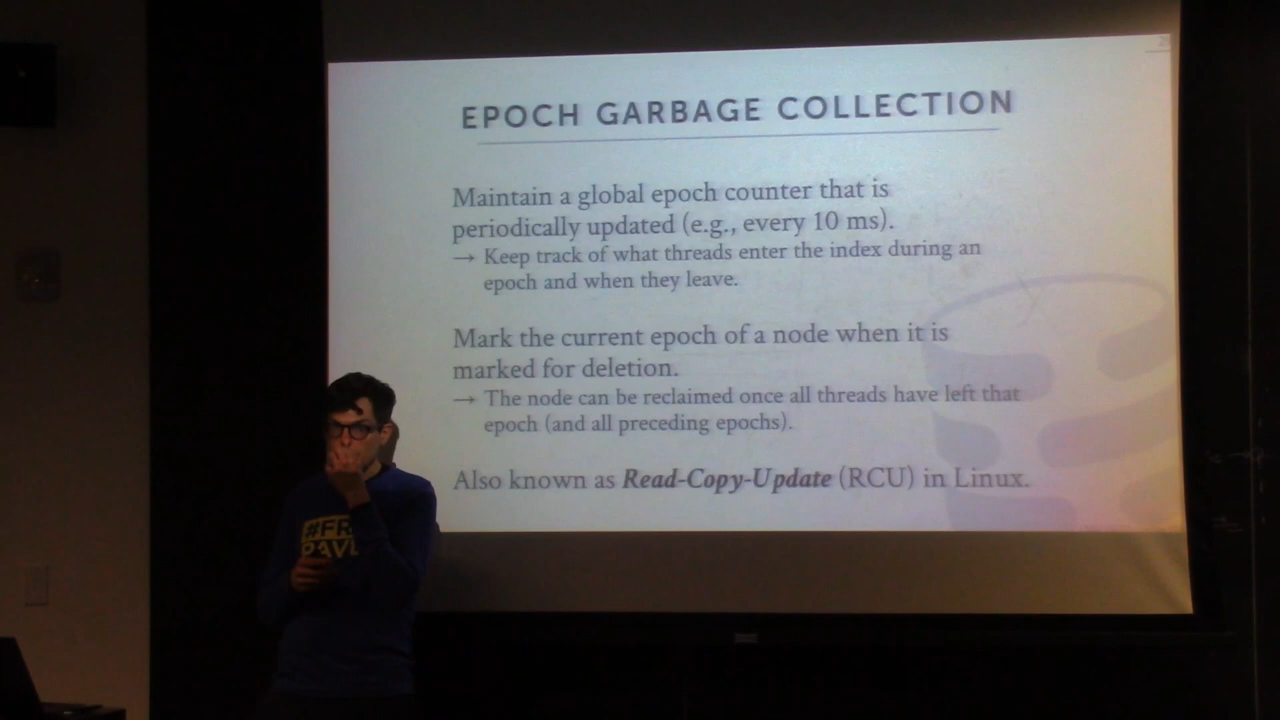 EPOCH GARBAGE COLLECTION
Maintain a global epoch counter that is
periodically updated (e.g., every 10 ms).
→ Keep track of what threads enter the index during an
epoch and when they leave.
Mark the current epoch of a node when it is
marked for deletion.
→ The node can be reclaimed once all threads have left that
epoch (and all preceding epochs).
Also known as Read-Copy-Update (RCU) in Linux.
#FR